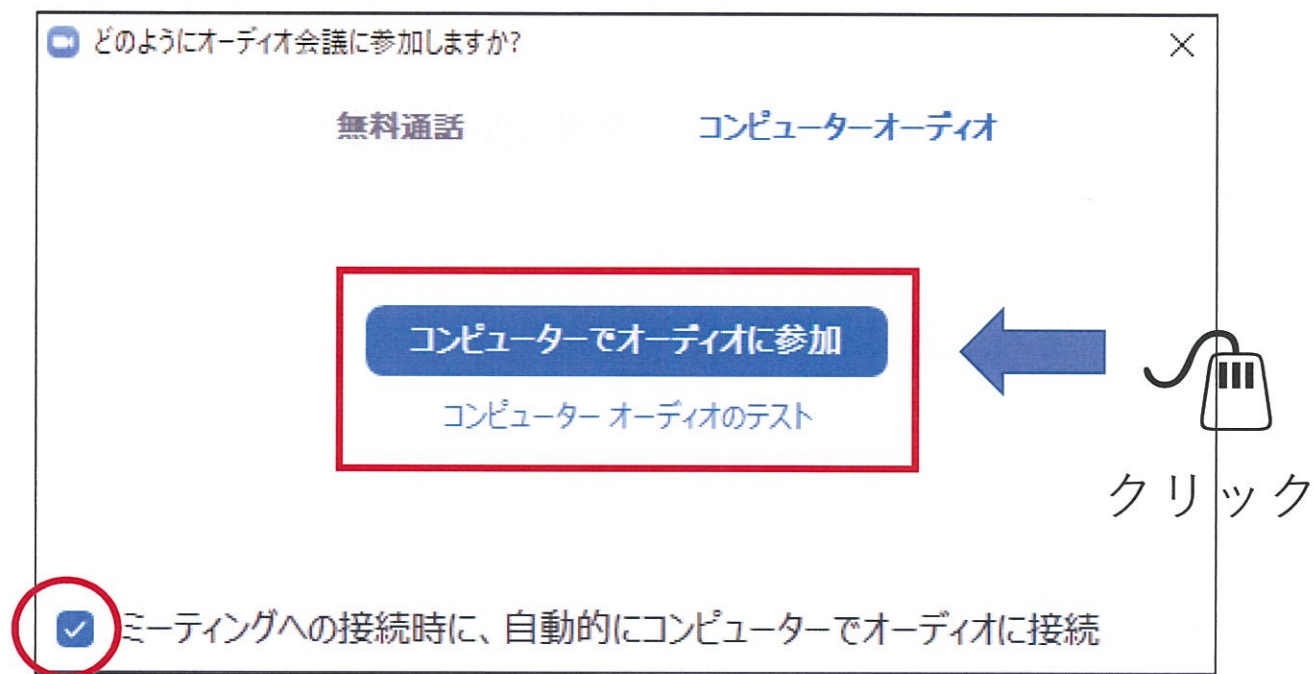 どのようにオーディオ会議に参加しますか?
無料通話 コンピューターオーディオ
コンピューターでオーディオに参加
コンピューター オーディオのテスト
クリック
ミーティングへの接続時に、自動的にコンピューターでオーディオに接続